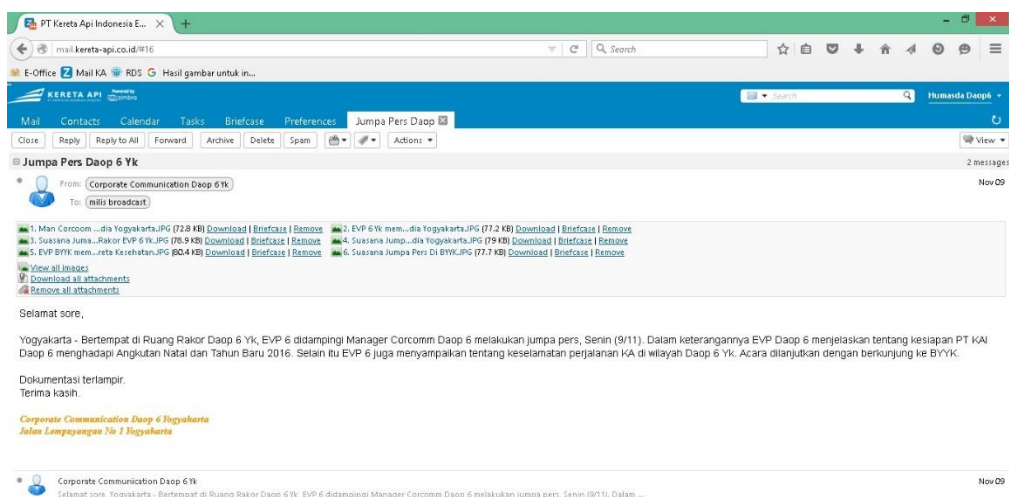 PT Kereta Api Indonesia E...
mail.kereta-api.co.id/#16
Search
E-Office Mail KA RDS Hasil gambar untuk in...
KERETA API Powered by zimbra
Search
Humasda Daop6
Mail Contacts Calendar Tasks Briefcase Preferences Jumpa Pers Daop
Close Reply Reply to All Forward Archive Delete Spam Actions View
Jumpa Pers Daop 6 Yk 2 messages
From: Corporate Communication Daop 6 Yk Nov 09
To: milis broadcast
1. Man Corcoom ...dia Yogyakarta.JPG (72.8 KB) Download | Briefcase | Remove 2. EVP 6 Yk mem...dia Yogyakarta.JPG (77.2 KB) Download | Briefcase | Remove
3. Suasana Juma...Rakor EVP 6 Yk.JPG (78.9 KB) Download | Briefcase | Remove 4. Suasana Jump...dia Yogyakarta.JPG (79 KB) Download | Briefcase | Remove
5. EVP BYYK mem...reta Kesehatan.JPG (80.4 KB) Download | Briefcase | Remove 6. Suasana Jumpa Pers Di BYYK.JPG (77.7 KB) Download | Briefcase | Remove
View all images
Download all attachments
Remove all attachments
Selamat sore,
Yogyakarta - Bertempat di Ruang Rakor Daop 6 Yk, EVP 6 didampingi Manager Corcomm Daop 6 melakukan jumpa pers, Senin (9/11). Dalam keterangannya EVP Daop 6 menjelaskan tentang kesiapan PT KAI
Daop 6 menghadapi Angkutan Natal dan Tahun Baru 2016. Selain itu EVP 6 juga menyampaikan tentang keselamatan perjalanan KA di wilayah Daop 6 Yk. Acara dilanjutkan dengan berkunjung ke BYYK.
Dokumentasi terlampir.
Terima kasih.
Corporate Communication Daop 6 Yogyakarta
Jalan Lempuyangan No 1 Yogyakarta
Corporate Communication Daop 6 Yk Nov 09
Selamat sore, Yogyakarta - Bertempat di Ruang Rakor Daop 6 Yk, EVP 6 didampingi Manager Corcomm Daop 6 melakukan jumpa pers, Senin (9/11). Dalam ...